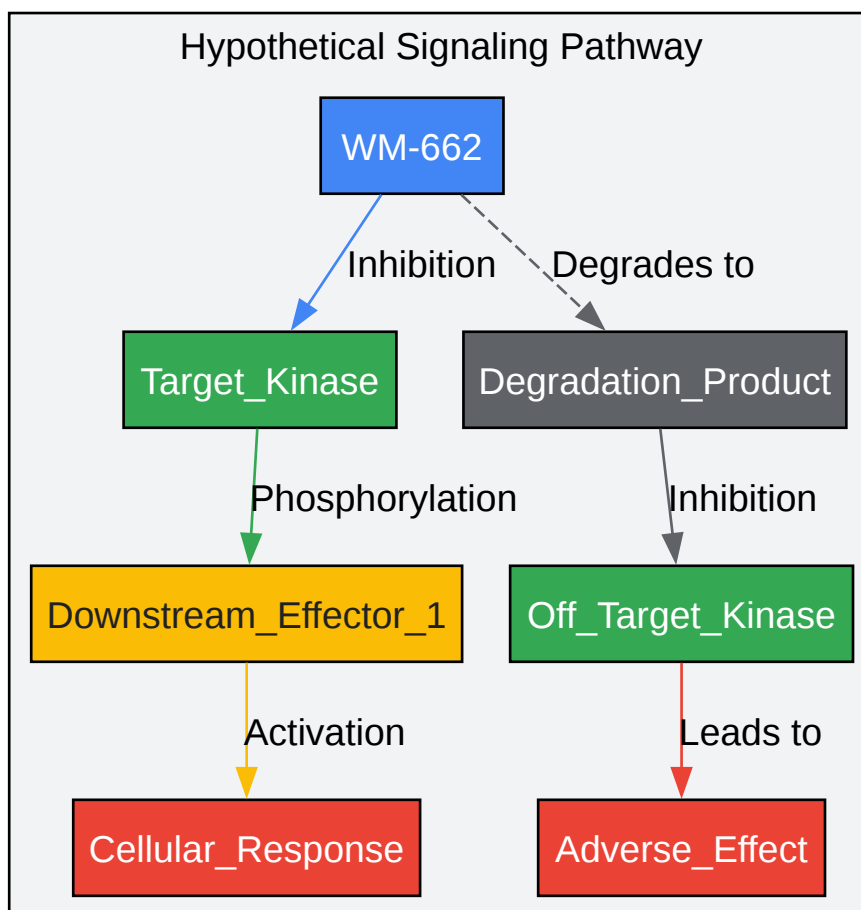 Hypothetical Signaling Pathway
WM-662
Inhibition
Degrades to
Target_Kinase
Degradation_Product
Phosphorylation
Inhibition
Downstream_Effector_1
Off_Target_Kinase
Activation
Leads to
Cellular_Response
Adverse_Effect